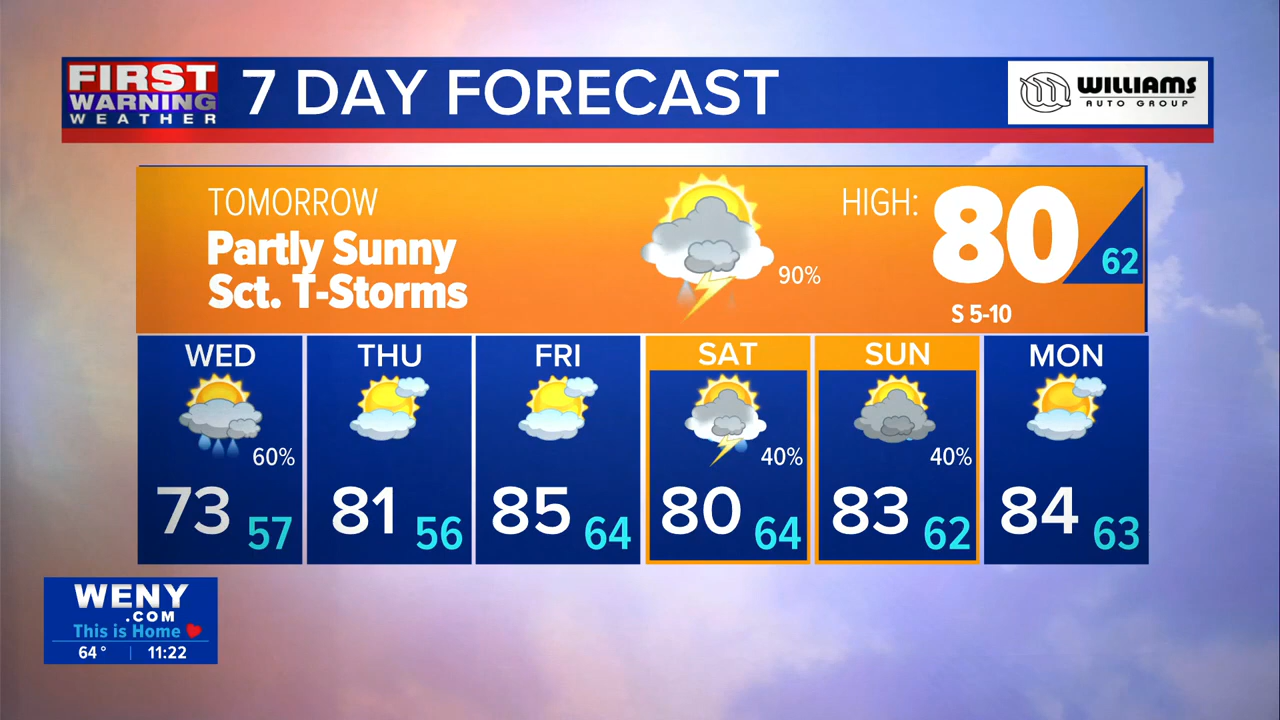 FIRST
WARNING
WEATHER
7 DAY FORECAST
WILLIAMS
AUTO GROUP
TOMORROW
Partly Sunny
Sct. T-Storms
90%
HIGH: 80
62
S 5-10
WED THU FRI SAT SUN MON
60% 40% 40%
73 57 81 56 85 64 80 64 83 62 84 63
WENY
.COM
This is Home
64° | 11:22